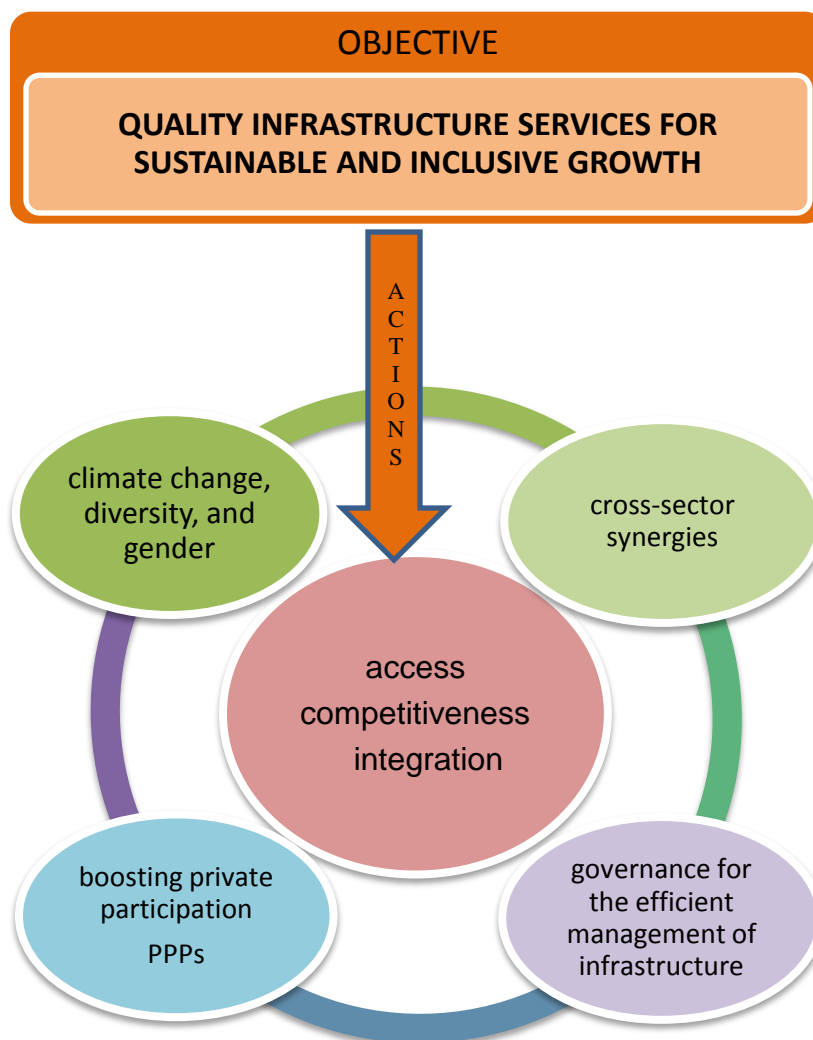 OBJECTIVE
QUALITY INFRASTRUCTURE SERVICES FOR
SUSTAINABLE AND INCLUSIVE GROWTH
ACTIONS
climate change,
diversity, and
gender
cross-sector
synergies
access
competitiveness
integration
boosting private
participation
PPPs
governance for
the efficient
management of
infrastructure